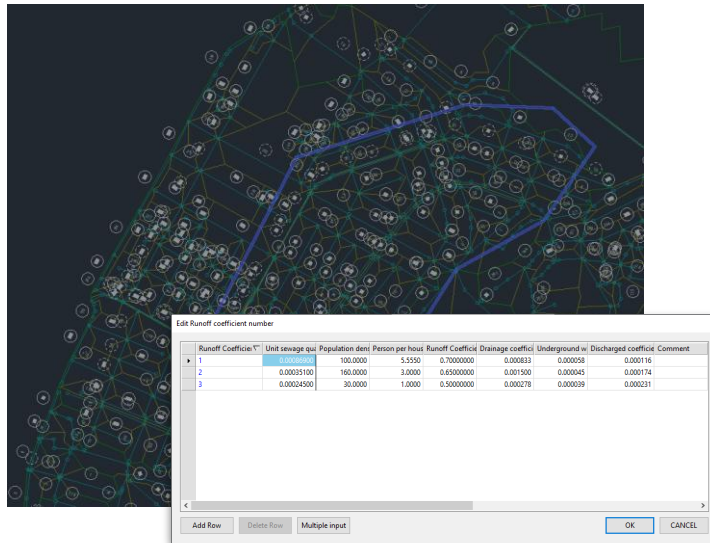 Edit Runoff coefficient number
Runoff Coefficie Unit sewage qua Population dens Person per hous Runoff Coefficie Drainage coeffici Underground w Discharged coefficie Comment
1 0.00086900 100.0000 5.5550 0.70000000 0.000833 0.000058 0.000116
2 0.00035100 160.0000 3.0000 0.65000000 0.001500 0.000045 0.000174
3 0.00024500 30.0000 1.0000 0.50000000 0.000278 0.000039 0.000231
Add Row Delete Row Multiple input OK CANCEL